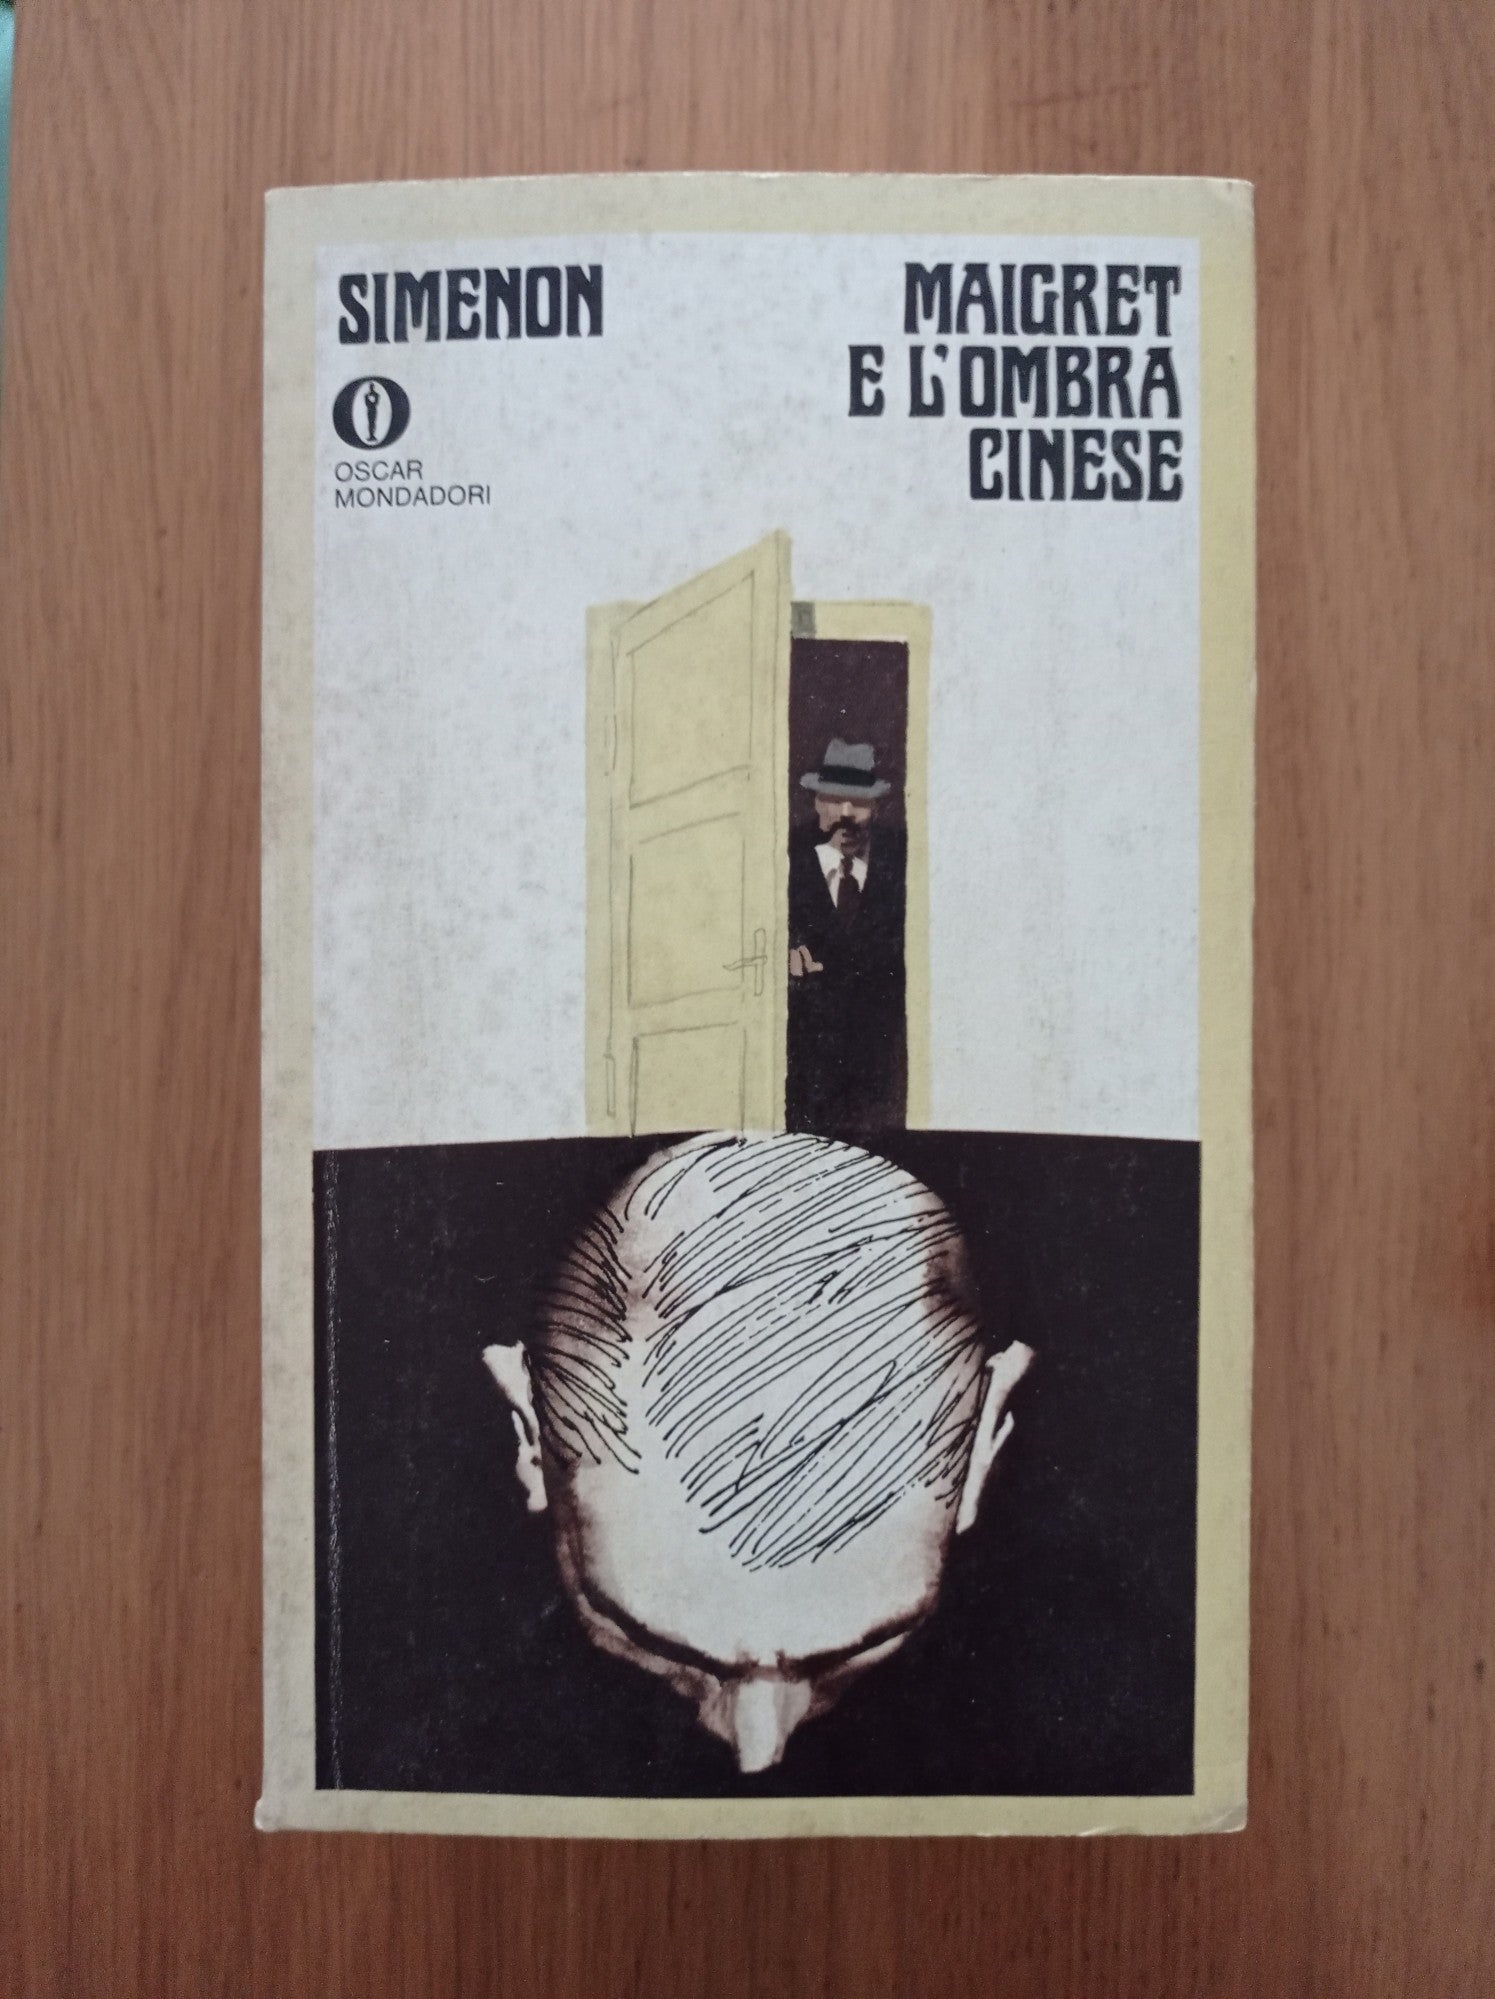 SIMENON
OSCAR
MONDADORI
MAIGRET
E L'OMBRA
CINESE